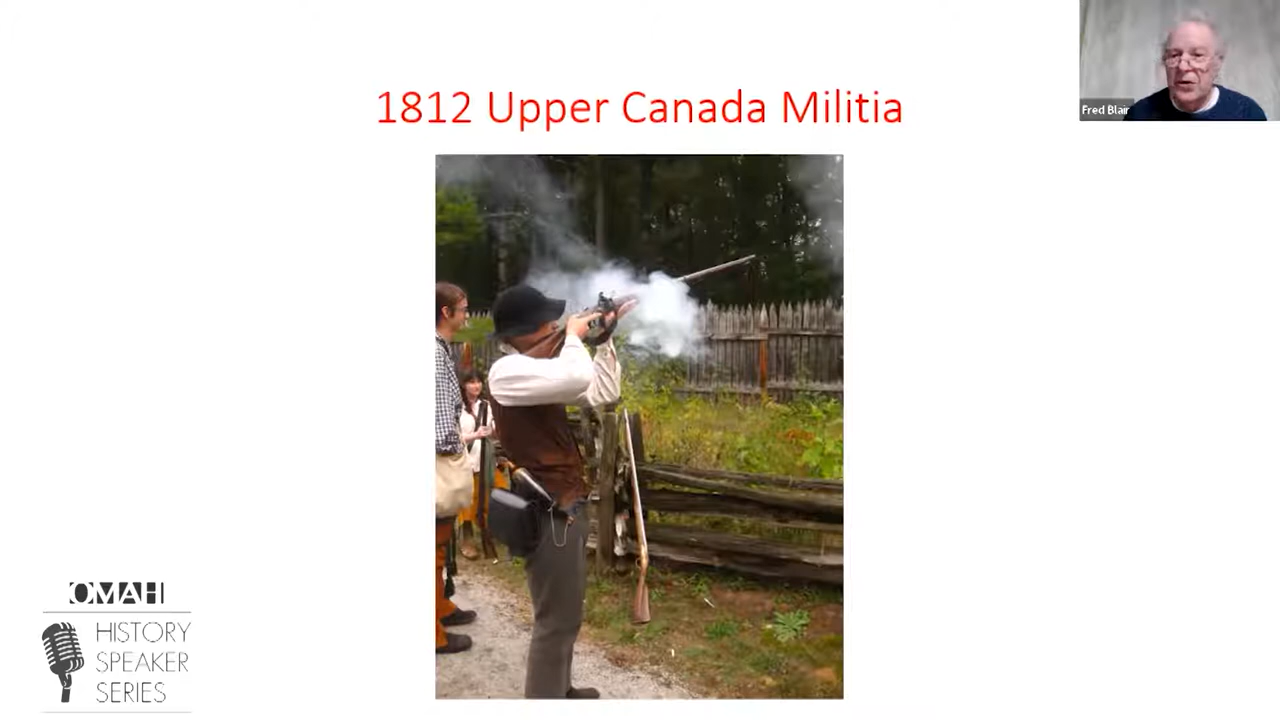 1812 Upper Canada Militia
Fred Blair
OMAH
HISTORY
SPEAKER
SERIES